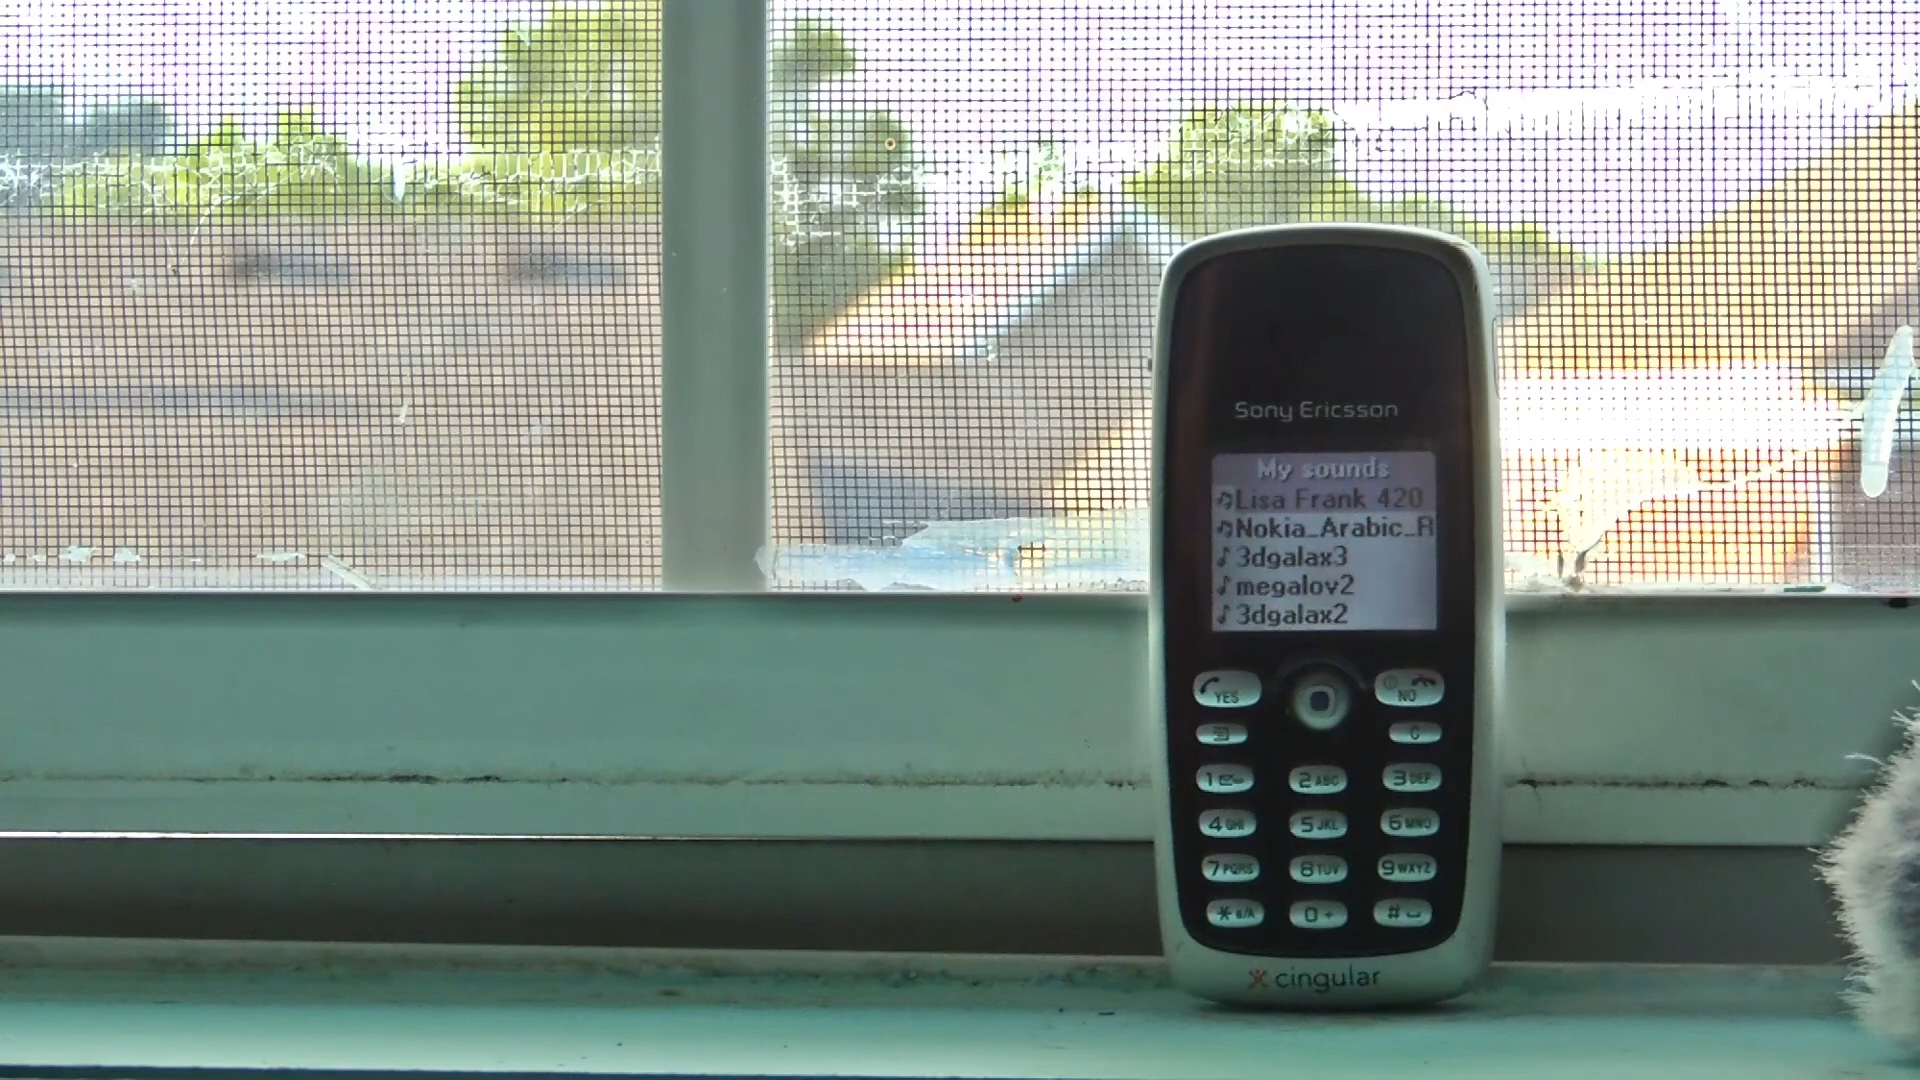 Sony Ericsson
My sounds
Lisa Frank 420
Nokia_Arabic_R
3dgalax3
megalov2
3dgalax2
YES
NO
C
1
2 ABC
3 DEF
4 GHI
5 JKL
6 MNO
7 PQRS
8 TUV
9 WXYZ
* a/A
0 +
#
cingular